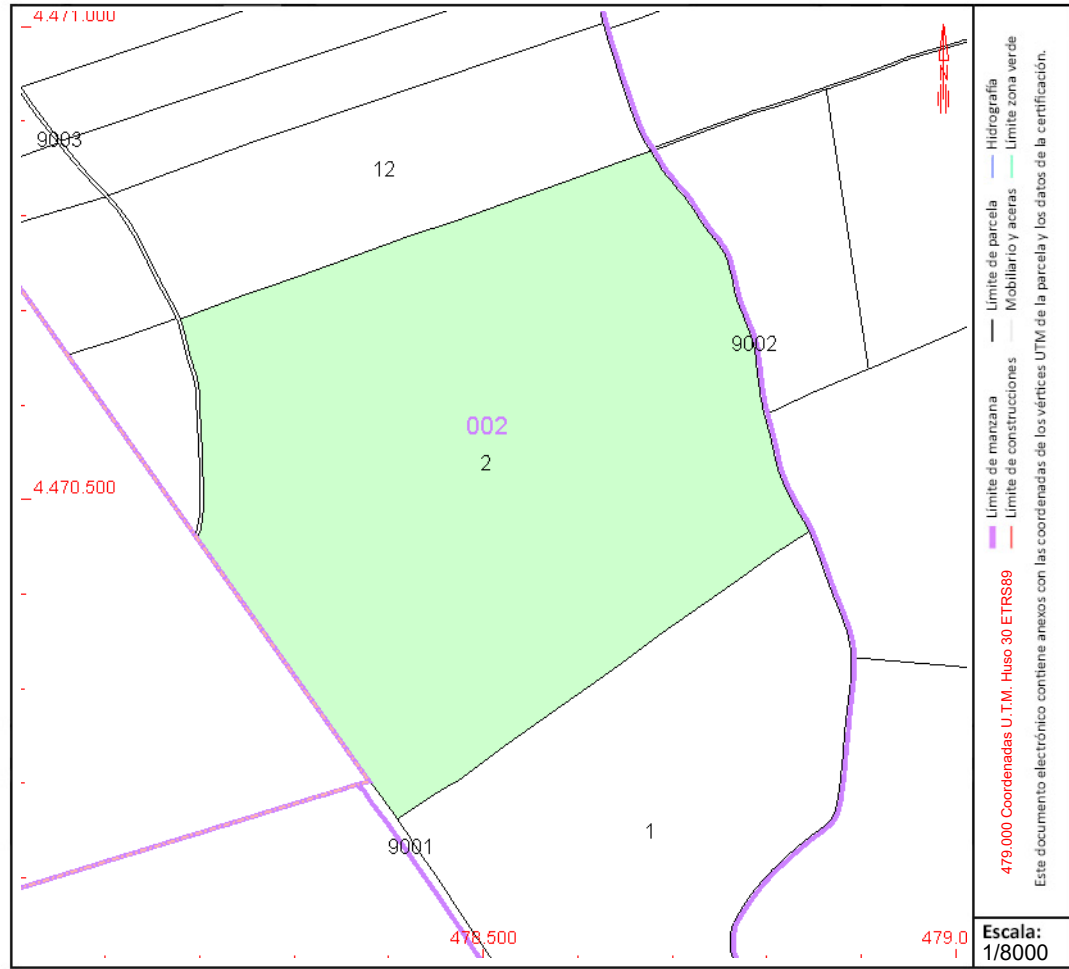 4.471.000
9003
12
9002
002
2
4.470.500
1
9001
478.500
479.0
N
Límite de manzana
Límite de parcela
Hidrografía
Límite de construcciones
Mobiliario y aceras
Límite zona verde
479.000 Coordenadas U.T.M. Huso 30 ETRS89
Este documento electrónico contiene anexos con las coordenadas de los vértices UTM de la parcela y los datos de la certificación.
Escala:
1/8000